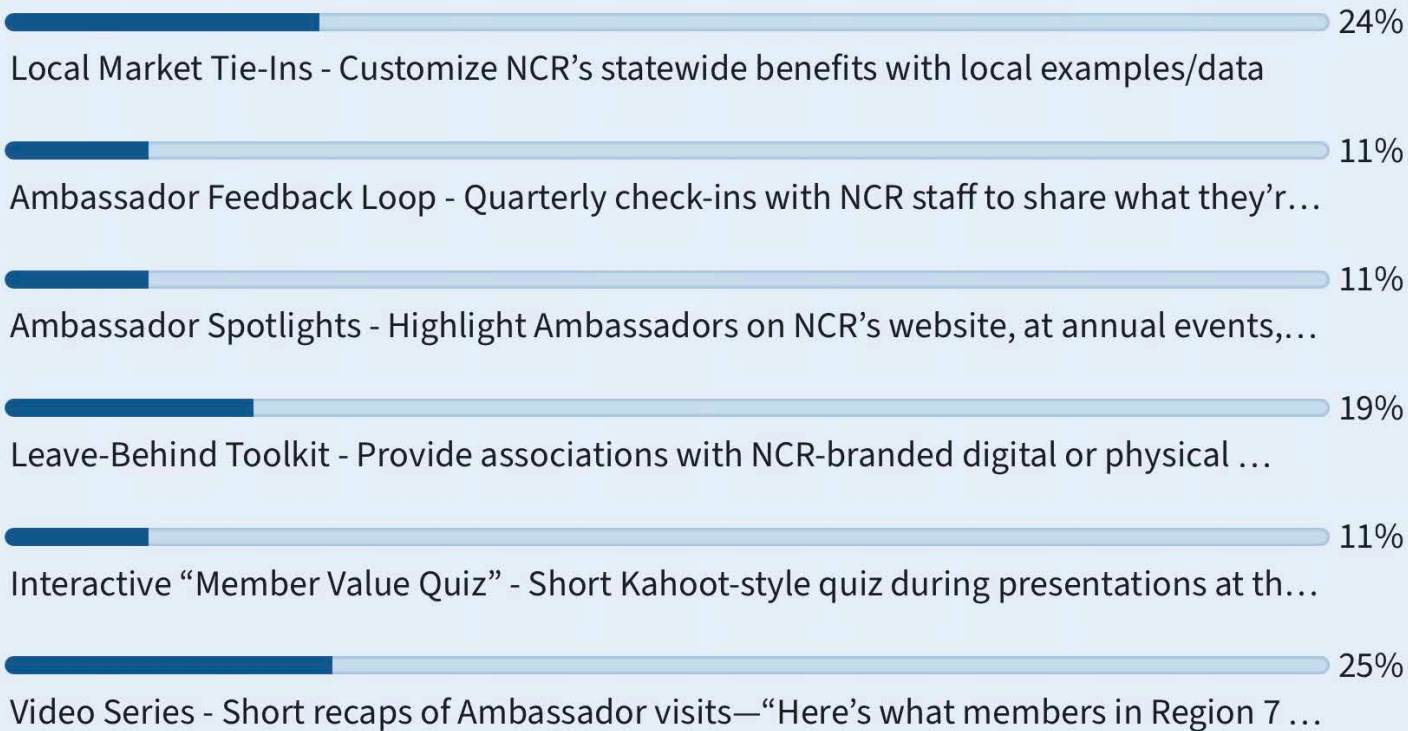 24%
Local Market Tie-Ins - Customize NCR’s statewide benefits with local examples/data
11%
Ambassador Feedback Loop - Quarterly check-ins with NCR staff to share what they’r…
11%
Ambassador Spotlights - Highlight Ambassadors on NCR’s website, at annual events,…
19%
Leave-Behind Toolkit - Provide associations with NCR-branded digital or physical …
11%
Interactive “Member Value Quiz” - Short Kahoot-style quiz during presentations at th…
25%
Video Series - Short recaps of Ambassador visits—“Here’s what members in Region 7 …